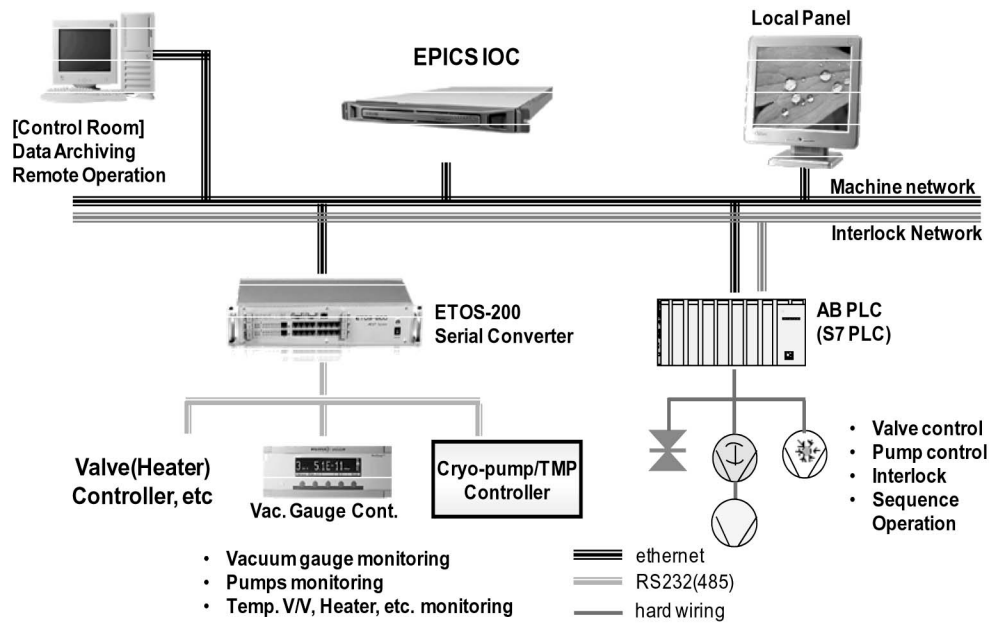 Local Panel
EPICS IOC
[Control Room]
Data Archiving
Remote Operation
Machine network
Interlock Network
ETOS-200
Serial Converter
AB PLC
(S7 PLC)
Valve(Heater)
Controller, etc
Vac. Gauge Cont.
Cryo-pump/TMP
Controller
• Valve control
• Pump control
• Interlock
• Sequence
Operation
• Vacuum gauge monitoring
• Pumps monitoring
• Temp. V/V, Heater, etc. monitoring
ethernet
RS232(485)
hard wiring